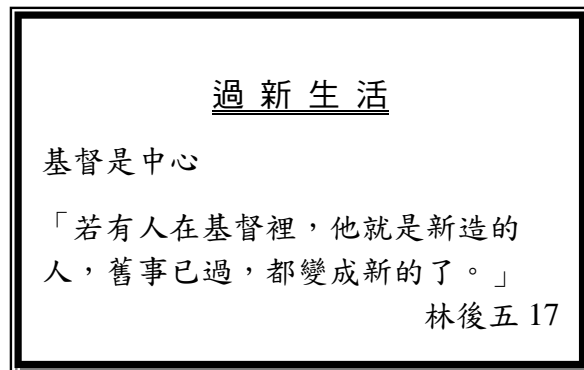 過新生活
基督是中心
「若有人在基督裡，他就是新造的
人，舊事已過，都變成新的了。」
林後五 17